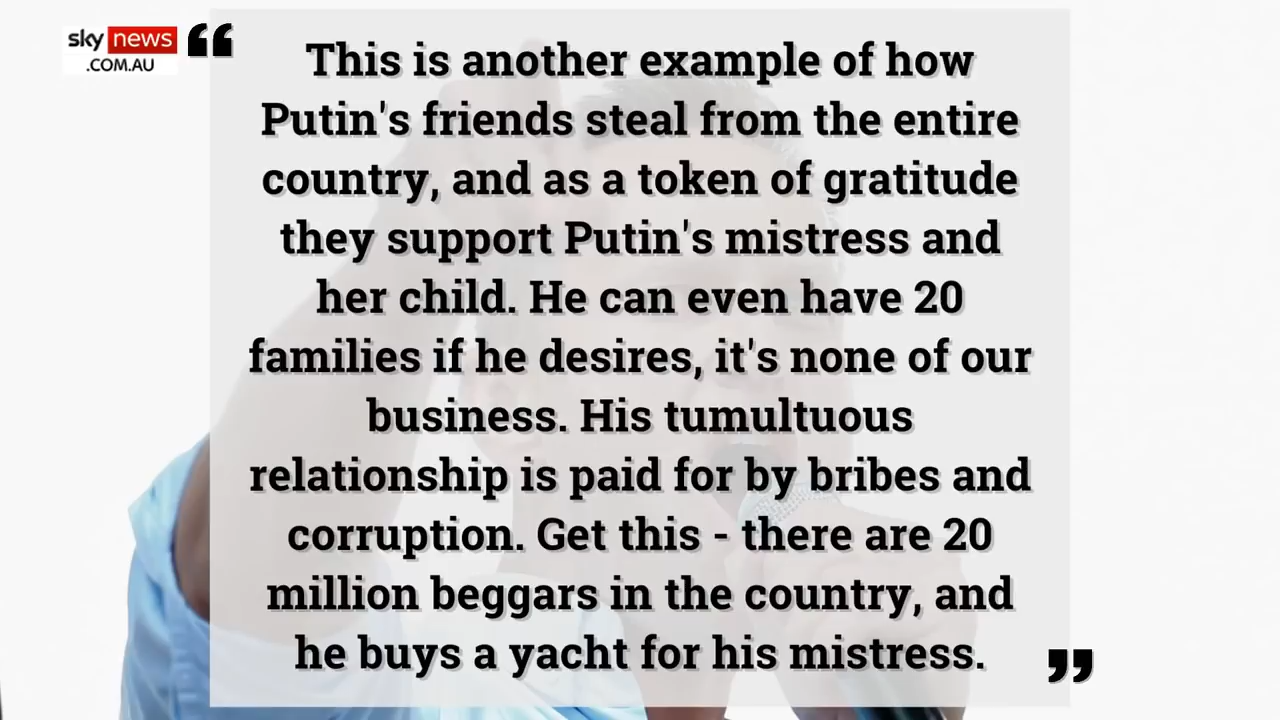 sky news
.COM.AU
“
This is another example of how
Putin's friends steal from the entire
country, and as a token of gratitude
they support Putin's mistress and
her child. He can even have 20
families if he desires, it's none of our
business. His tumultuous
relationship is paid for by bribes and
corruption. Get this - there are 20
million beggars in the country, and
he buys a yacht for his mistress.
”